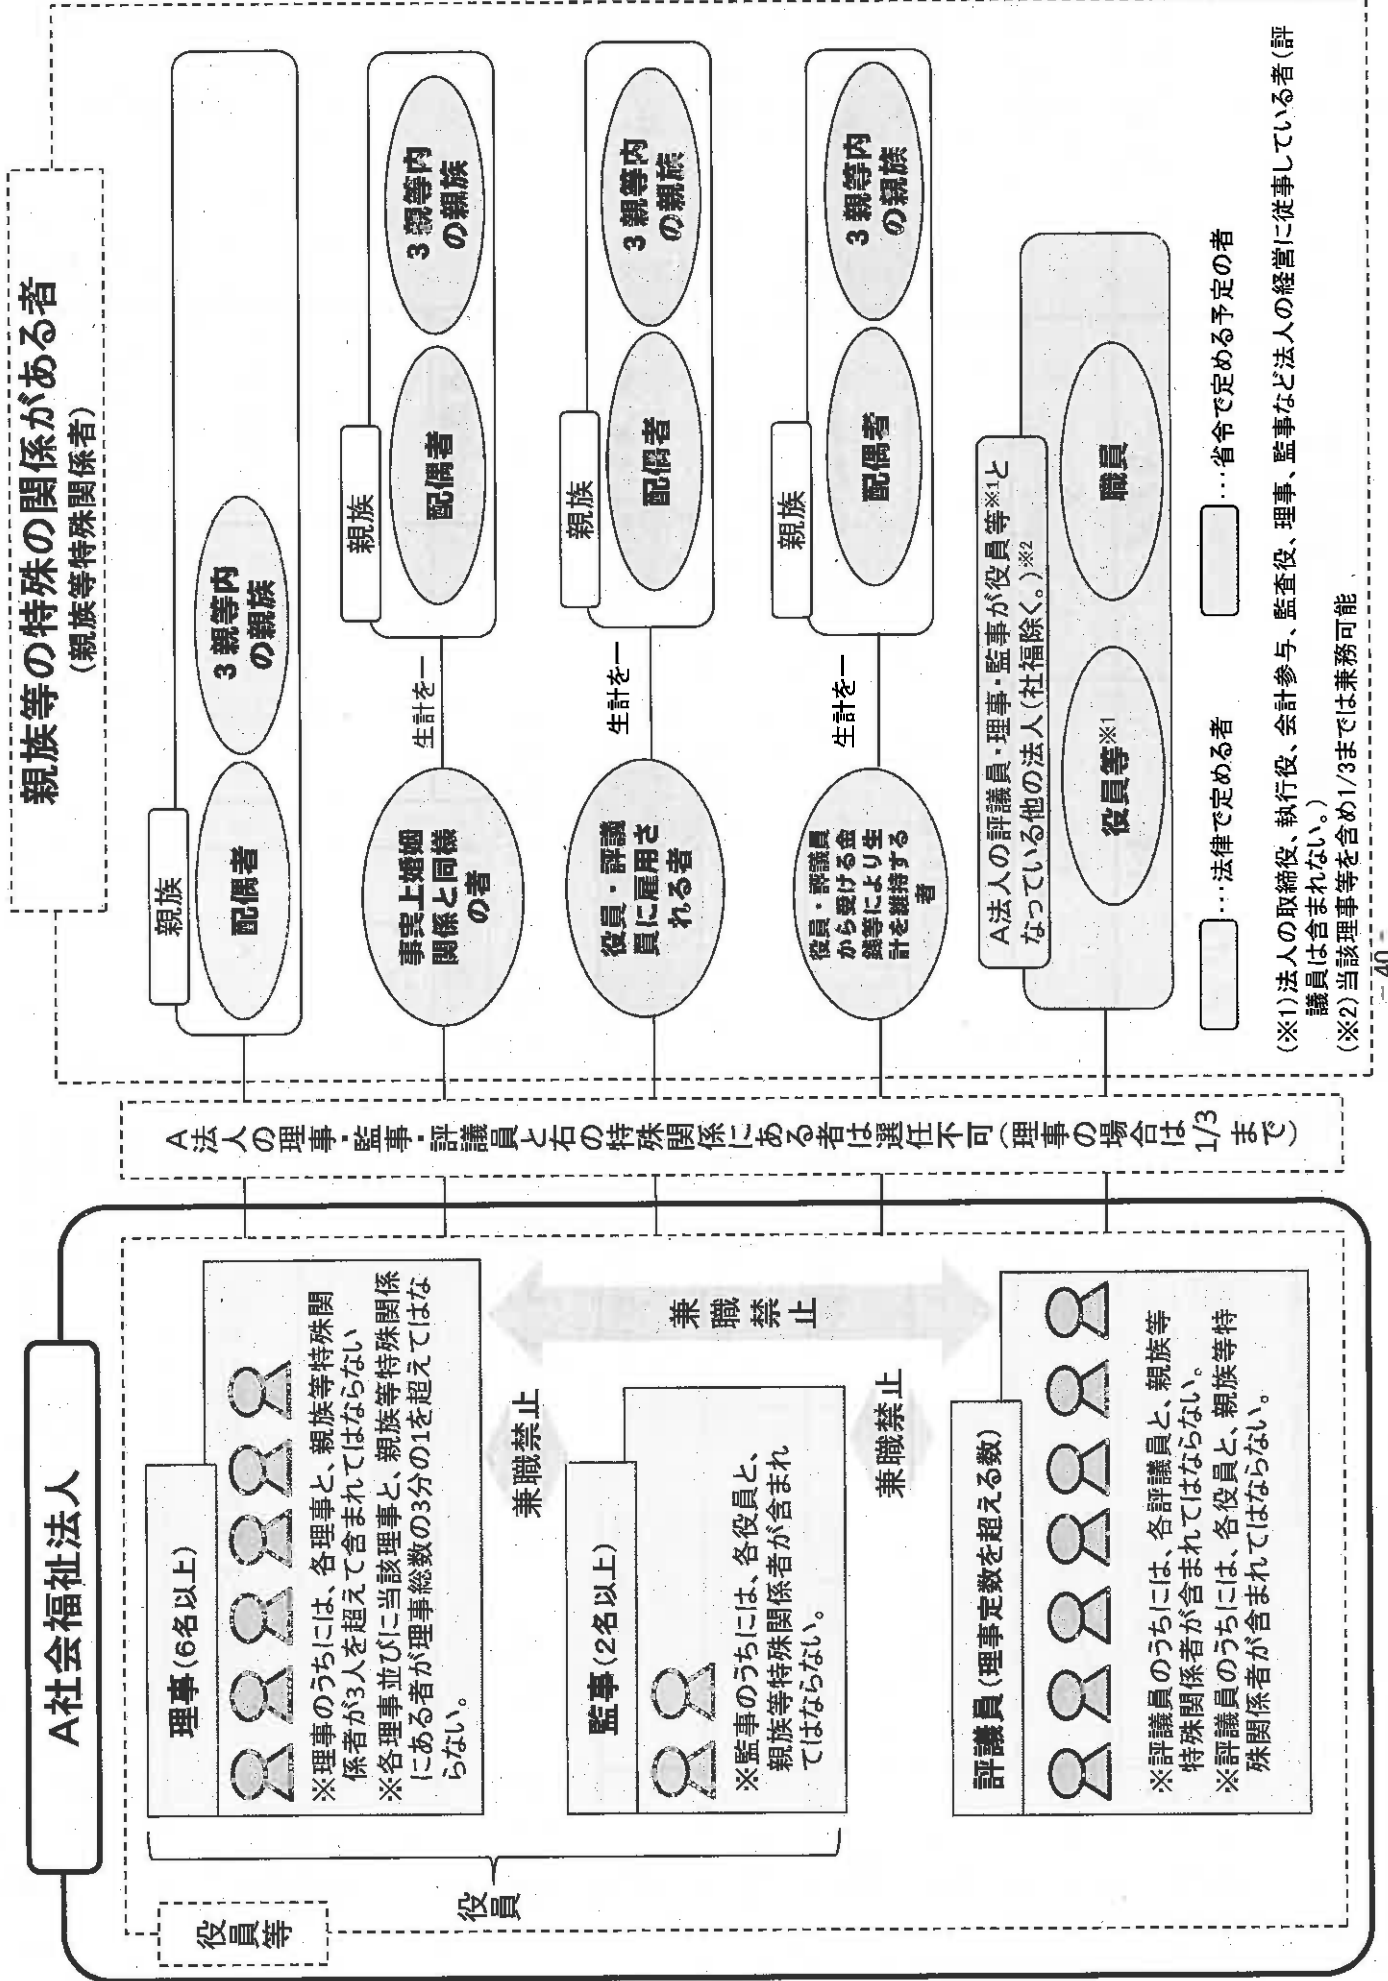 A社会福祉法人
役員等
役員
理事(6名以上)
※理事のうちには、各理事と、親族等特殊関
係者が3人を超えて含まれてはならない
※各理事並びに当該理事と、親族等特殊関係
にある者が理事総数の3分の1を超えてはな
らない。
兼職禁止
監事(2名以上)
※監事のうちには、各役員と、
親族等特殊関係者が含まれ
てはならない。
兼職禁止
兼職禁止
評議員(理事定数を超える数)
※評議員のうちには、各評議員と、親族等
特殊関係者が含まれてはならない。
※評議員のうちには、各役員と、親族等特
殊関係者が含まれてはならない。
A法人の理事・監事・評議員と右の特殊関係にある者は選任不可(理事の場合は1/3まで)
親族等の特殊の関係がある者
(親族等特殊関係者)
親族
配偶者
3親等内
の親族
事実上婚姻
関係と同様
の者
生計を一
親族
配偶者
3親等内
の親族
役員・評議
員に雇用さ
れる者
生計を一
親族
配偶者
3親等内
の親族
役員・評議員
から受ける金
銭等により生
計を維持する
者
生計を一
親族
配偶者
3親等内
の親族
A法人の評議員・理事・監事が役員等※1と
なっている他の法人(社福除く。)※2
役員等※1
職員
…法律で定める者
…省令で定める予定の者
(※1)法人の取締役、執行役、会計参与、監査役、理事、監事など法人の経営に従事している者(評
議員は含まれない。)
(※2)当該理事等を含め1/3までは兼務可能
- 40 -